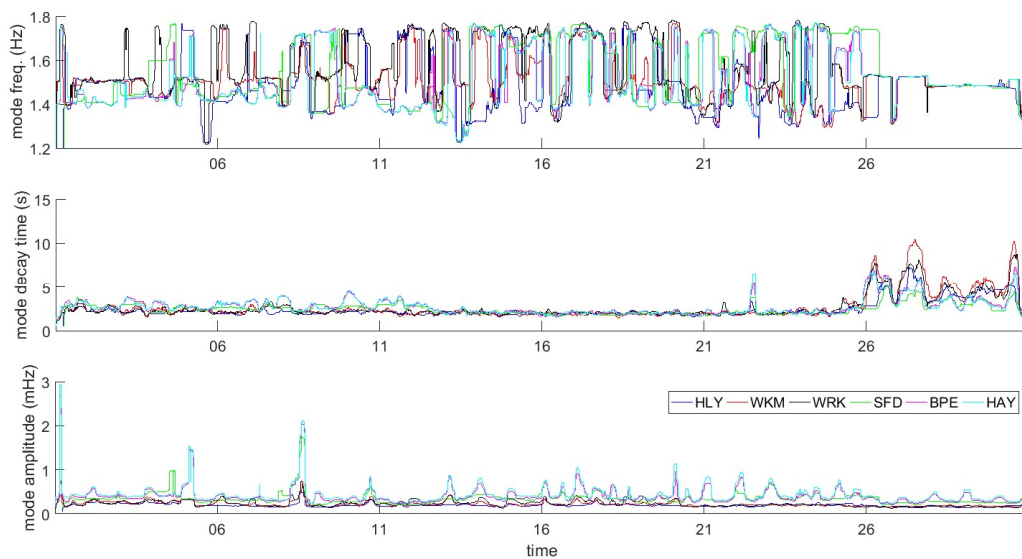 mode freq. (Hz)
1.8
1.6
1.4
1.2
06 11 16 21 26
mode decay time (s)
15
10
5
0
06 11 16 21 26
mode amplitude (mHz)
3
2
1
0
HLY WKM WRK SFD BPE HAY
06 11 16 21 26
time